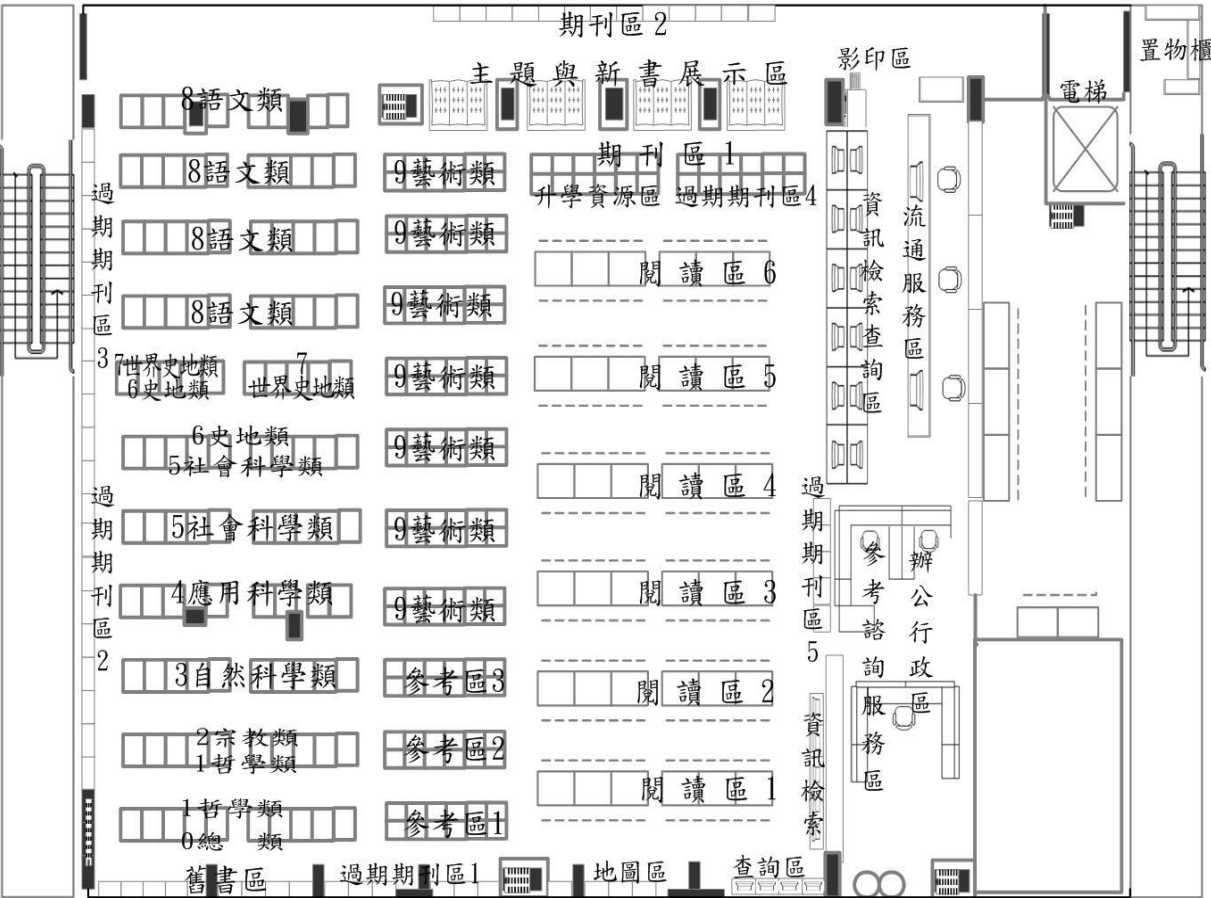 期刊區2
主題與新書展示區
影印區
置物櫃
電梯
8語文類
期刊區1
升學資源區
過期期刊區4
8語文類
9藝術類
8語文類
9藝術類
8語文類
9藝術類
過期期刊區3
7世界史地類
6史地類
7
世界史地類
9藝術類
6史地類
5社會科學類
9藝術類
5社會科學類
9藝術類
過期期刊區2
4應用科學類
9藝術類
3自然科學類
參考區3
2宗教類
1哲學類
參考區2
1哲學類
0總類
參考區1
閱讀區6
閱讀區5
閱讀區4
閱讀區3
閱讀區2
閱讀區1
資訊檢索查詢區
流通服務區
過期期刊區5
參考諮詢服務區
辦公行政區
資訊檢索
查詢區
舊書區
過期期刊區1
地圖區